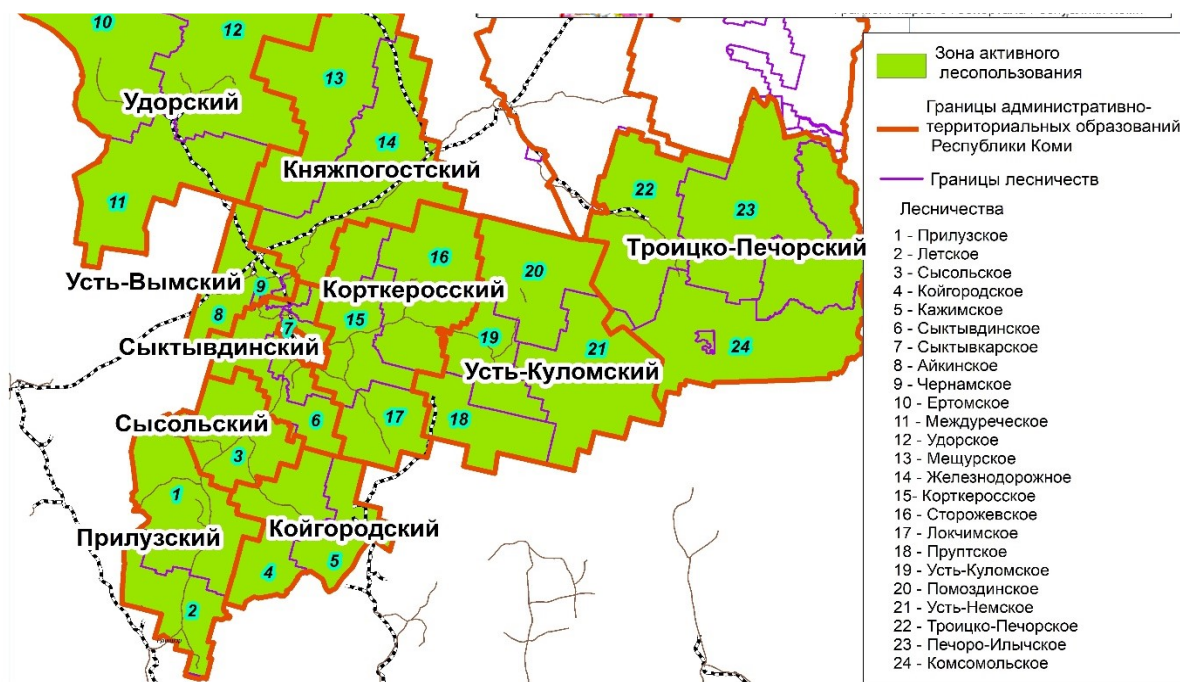 10
12
13
Удорский
14
Княжпогостский
11
22
23
Троицко-Печорский
16
20
Усть-Вымский
9
Корткеросский
8
15
7
19
Сыктывдинский
21
24
Усть-Куломский
Сысольский
6
17
18
3
1
Прилузский
Койгородский
4
5
2
Зона активного
лесопользования
Границы административно-
территориальных образований
Республики Коми
Границы лесничеств
Лесничества
1 - Прилузское
2 - Летское
3 - Сысольское
4 - Койгородское
5 - Кажимское
6 - Сыктывдинское
7 - Сыктывкарское
8 - Айкинское
9 - Чернамское
10 - Ертомское
11 - Междуреческое
12 - Удорское
13 - Мещурское
14 - Железнодорожное
15 - Корткеросское
16 - Сторожевское
17 - Локчимское
18 - Пруптское
19 - Усть-Куломское
20 - Помоздинское
21 - Усть-Немское
22 - Троицко-Печорское
23 - Печоро-Илычское
24 - Комсомольское